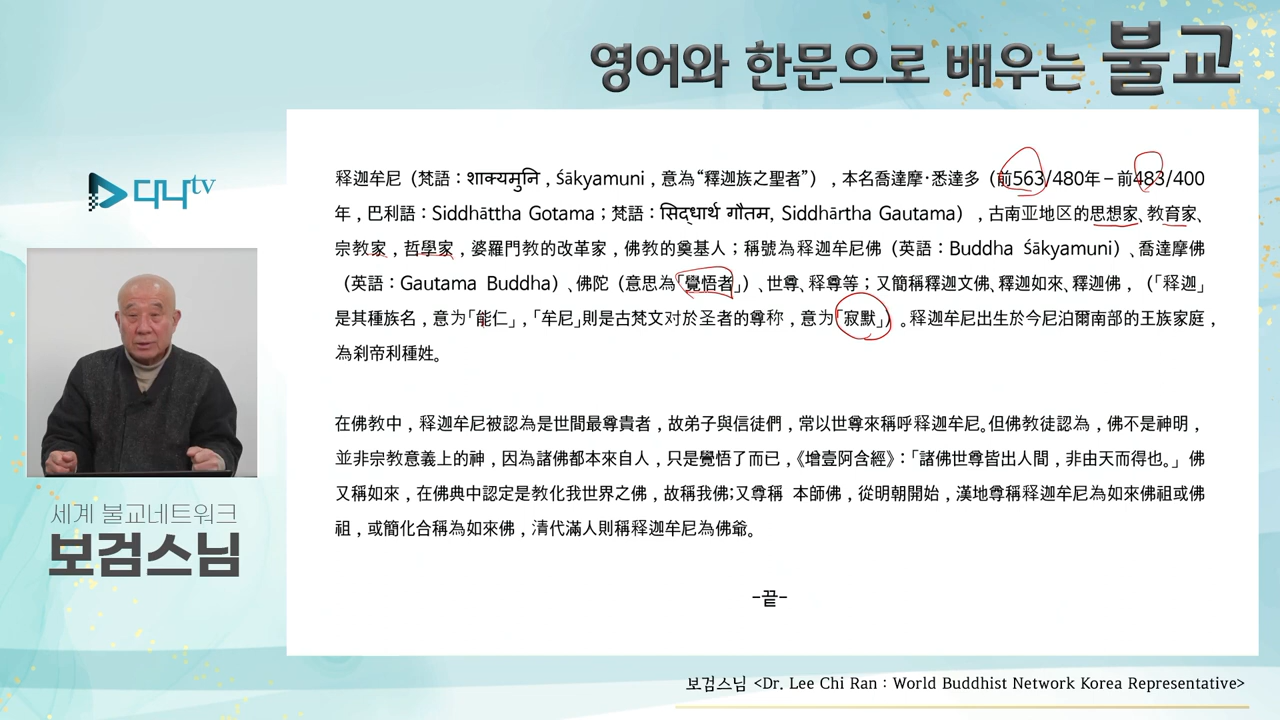 영어와 한문으로 배우는 불교
디나tv
释迦牟尼（梵語：शाक्यमुनि，Śākyamuni，意為“釋迦族之聖者”），本名喬達摩·悉達多（前563/480年－前483/400
年，巴利語：Siddhāttha Gotama；梵語：सिद्धार्थ गौतम, Siddhārtha Gautama），古南亚地区的思想家、教育家、
宗教家，哲學家，婆羅門教的改革家，佛教的奠基人；稱號為释迦牟尼佛（英語：Buddha Śākyamuni）、喬達摩佛
（英語：Gautama Buddha）、佛陀（意思為「覺悟者」）、世尊、释尊等；又簡稱釋迦文佛、釋迦如來、釋迦佛，（「释迦」
是其種族名，意为「能仁」，「牟尼」則是古梵文对於圣者的尊称，意为「寂默」）。释迦牟尼出生於今尼泊爾南部的王族家庭，
為刹帝利種姓。
在佛教中，释迦牟尼被認為是世間最尊貴者，故弟子與信徒們，常以世尊來稱呼释迦牟尼。但佛教徒認為，佛不是神明，
並非宗教意義上的神，因為諸佛都本來自人，只是覺悟了而已，《增壹阿含經》：「諸佛世尊皆出人間，非由天而得也。」佛
又稱如來，在佛典中認定是教化我世界之佛，故稱我佛；又尊稱 本師佛，從明朝開始，漢地尊稱释迦牟尼為如來佛祖或佛
祖，或簡化合稱為如來佛，清代滿人則稱释迦牟尼為佛爺。
-끝-
세계 불교네트워크
보검스님
보검스님 <Dr. Lee Chi Ran : World Buddhist Network Korea Representative>